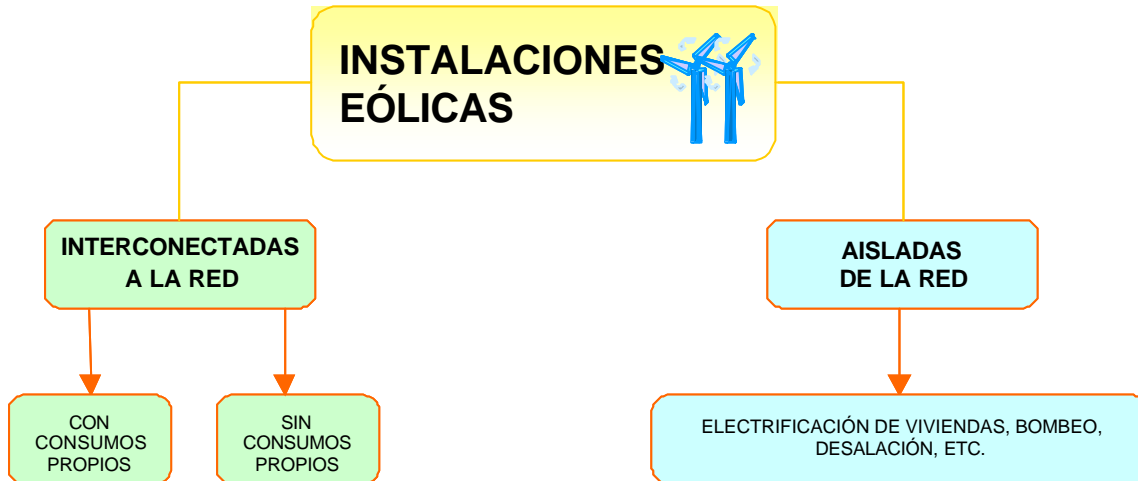 INSTALACIONES
EÓLICAS
INTERCONECTADAS
A LA RED
AISLADAS
DE LA RED
CON
CONSUMOS
PROPIOS
SIN
CONSUMOS
PROPIOS
ELECTRIFICACIÓN DE VIVIENDAS, BOMBEO,
DESALACIÓN, ETC.